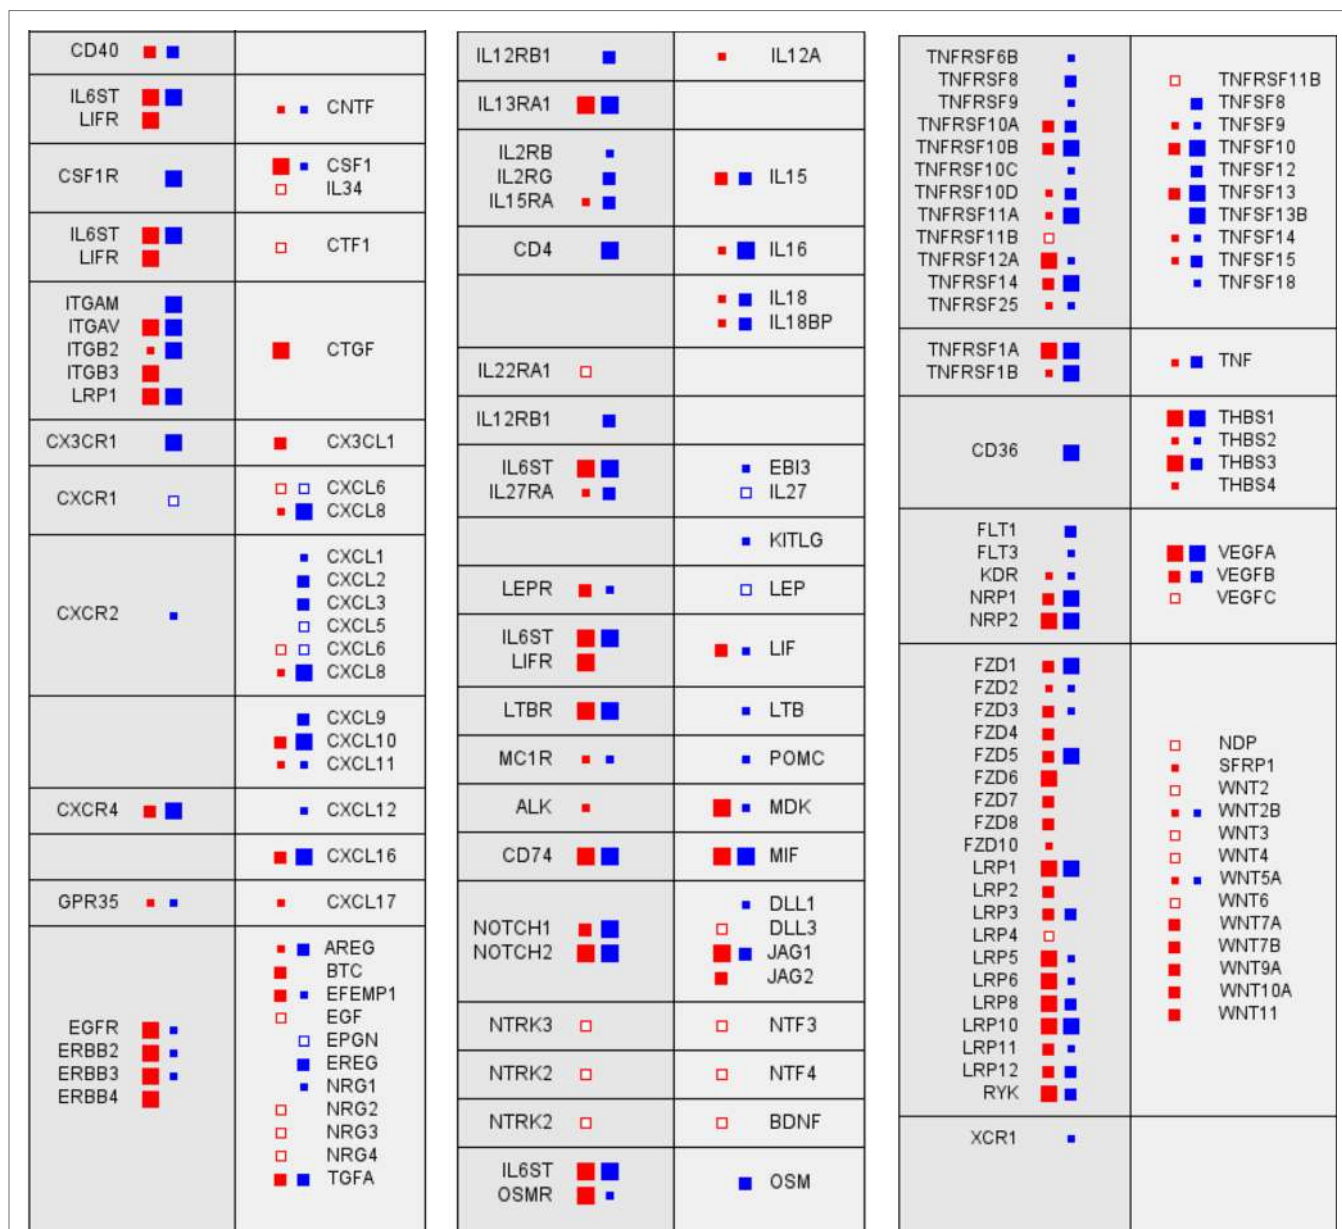 CD40
IL6ST
LIFR
CNTF
CSF1R
CSF1
IL34
IL6ST
LIFR
CTF1
ITGAM
ITGAV
ITGB2
ITGB3
LRP1
CTGF
CX3CR1
CX3CL1
CXCR1
CXCL6
CXCL8
CXCR2
CXCL1
CXCL2
CXCL3
CXCL5
CXCL6
CXCL8
CXCL9
CXCL10
CXCL11
CXCR4
CXCL12
CXCL16
GPR35
CXCL17
EGFR
ERBB2
ERBB3
ERBB4
AREG
BTC
EFEMP1
EGF
EPGN
EREG
NRG1
NRG2
NRG3
NRG4
TGFA
IL12RB1
IL12A
IL13RA1
IL2RB
IL2RG
IL15RA
IL15
CD4
IL16
IL18
IL18BP
IL22RA1
IL12RB1
IL6ST
IL27RA
EBI3
IL27
KITLG
LEPR
LEP
IL6ST
LIFR
LIF
LTBR
LTB
MC1R
POMC
ALK
MDK
CD74
MIF
NOTCH1
NOTCH2
DLL1
DLL3
JAG1
JAG2
NTRK3
NTF3
NTRK2
NTF4
NTRK2
BDNF
IL6ST
OSMR
OSM
TNFRSF6B
TNFRSF8
TNFRSF9
TNFRSF10A
TNFRSF10B
TNFRSF10C
TNFRSF10D
TNFRSF11A
TNFRSF11B
TNFRSF12A
TNFRSF14
TNFRSF25
TNFRSF11B
TNFSF8
TNFSF9
TNFSF10
TNFSF12
TNFSF13
TNFSF13B
TNFSF14
TNFSF15
TNFSF18
TNFRSF1A
TNFRSF1B
TNF
CD36
THBS1
THBS2
THBS3
THBS4
FLT1
FLT3
KDR
NRP1
NRP2
VEGFA
VEGFB
VEGFC
FZD1
FZD2
FZD3
FZD4
FZD5
FZD6
FZD7
FZD8
FZD10
LRP1
LRP2
LRP3
LRP4
LRP5
LRP6
LRP8
LRP10
LRP11
LRP12
RYK
NDP
SFRP1
WNT2
WNT2B
WNT3
WNT4
WNT5A
WNT6
WNT7A
WNT7B
WNT9A
WNT10A
WNT11
XCR1